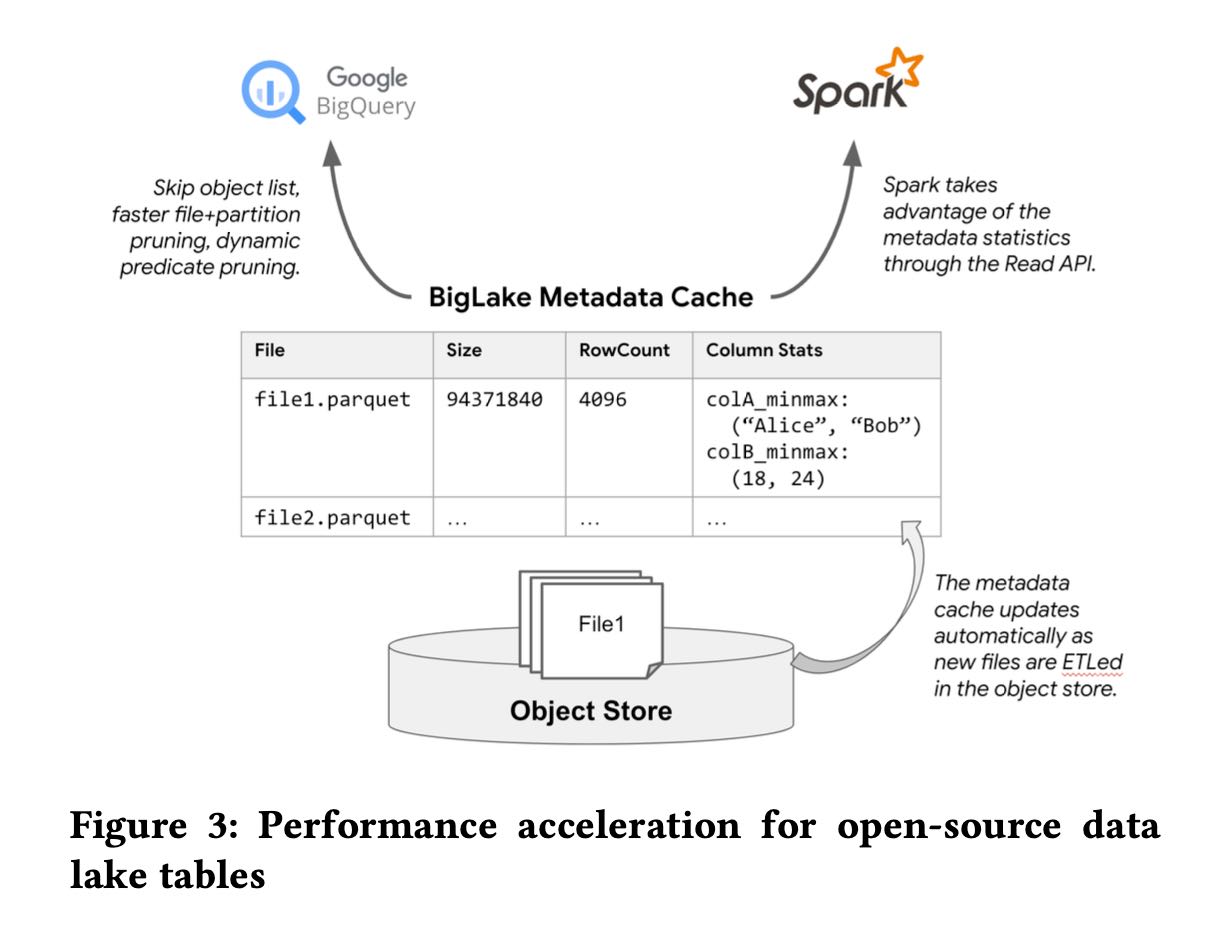 Google
BigQuery
Spark
Skip object list,
faster file+partition
pruning, dynamic
predicate pruning.
Spark takes
advantage of the
metadata statistics
through the Read API.
BigLake Metadata Cache
File Size RowCount Column Stats
file1.parquet 94371840 4096 colA_minmax:
(“Alice”, “Bob”)
colB_minmax:
(18, 24)
file2.parquet ... ... ...
File1
Object Store
The metadata
cache updates
automatically as
new files are ETLed
in the object store.
Figure 3: Performance acceleration for open-source data
lake tables